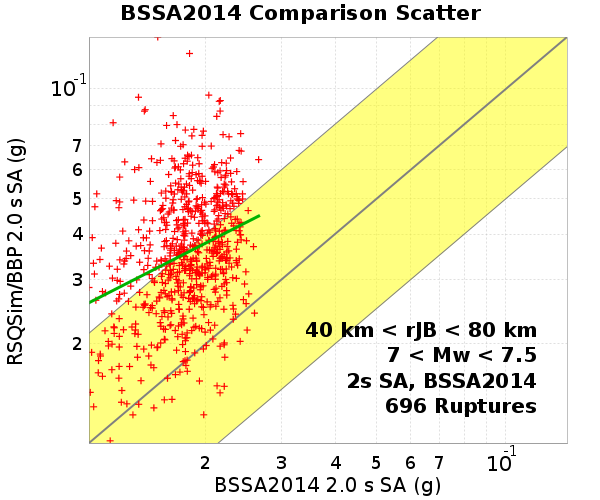 BSSA2014 Comparison Scatter
RSQSim/BBP 2.0 s SA (g)
10-1
7
6
5
4
3
2
40 km < rJB < 80 km
7 < Mw < 7.5
2s SA, BSSA2014
696 Ruptures
2 3 4 5 6 7 10-1
BSSA2014 2.0 s SA (g)